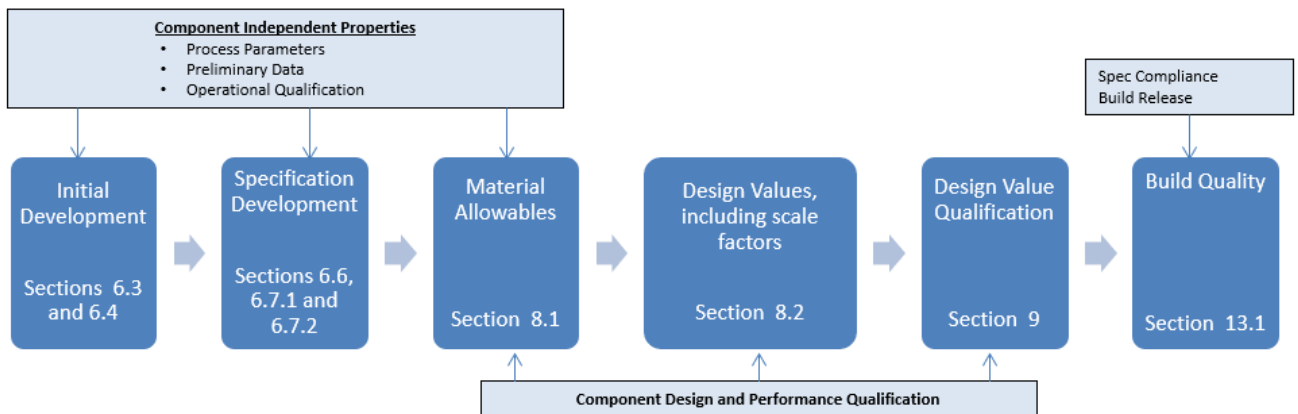 Component Independent Properties
• Process Parameters
• Preliminary Data
• Operational Qualification
Spec Compliance
Build Release
Initial
Development
Sections 6.3
and 6.4
Specification
Development
Sections 6.6,
6.7.1 and
6.7.2
Material
Allowables
Section 8.1
Design Values,
including scale
factors
Section 8.2
Design Value
Qualification
Section 9
Build Quality
Section 13.1
Component Design and Performance Qualification